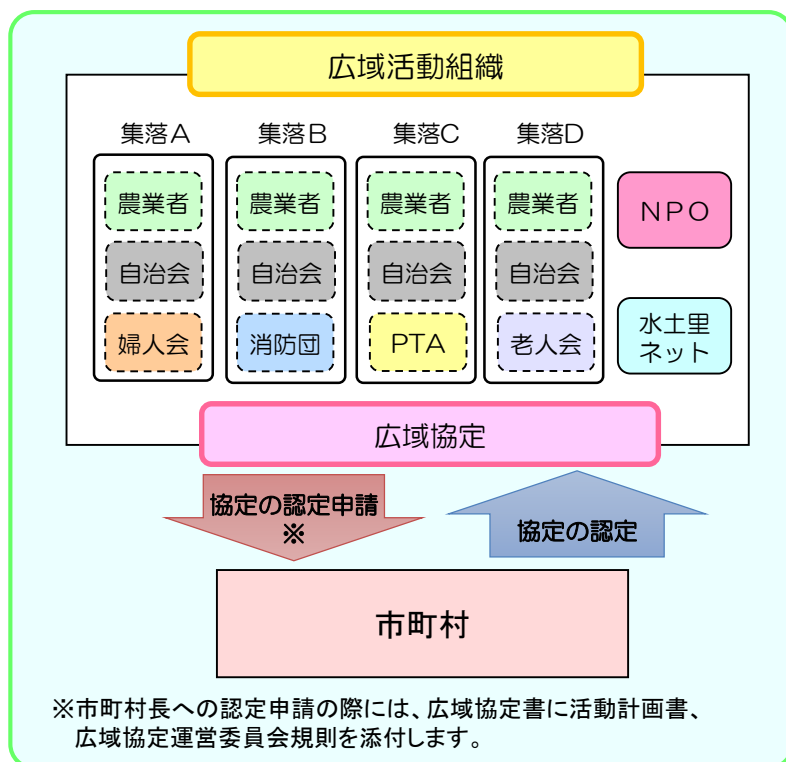 広域活動組織
集落A
集落B
集落C
集落D
農業者
農業者
農業者
農業者
NPO
自治会
自治会
自治会
自治会
婦人会
消防団
PTA
老人会
水土里
ネット
広域協定
協定の認定申請
※
協定の認定
市町村
※市町村長への認定申請の際には、広域協定書に活動計画書、
広域協定運営委員会規則を添付します。